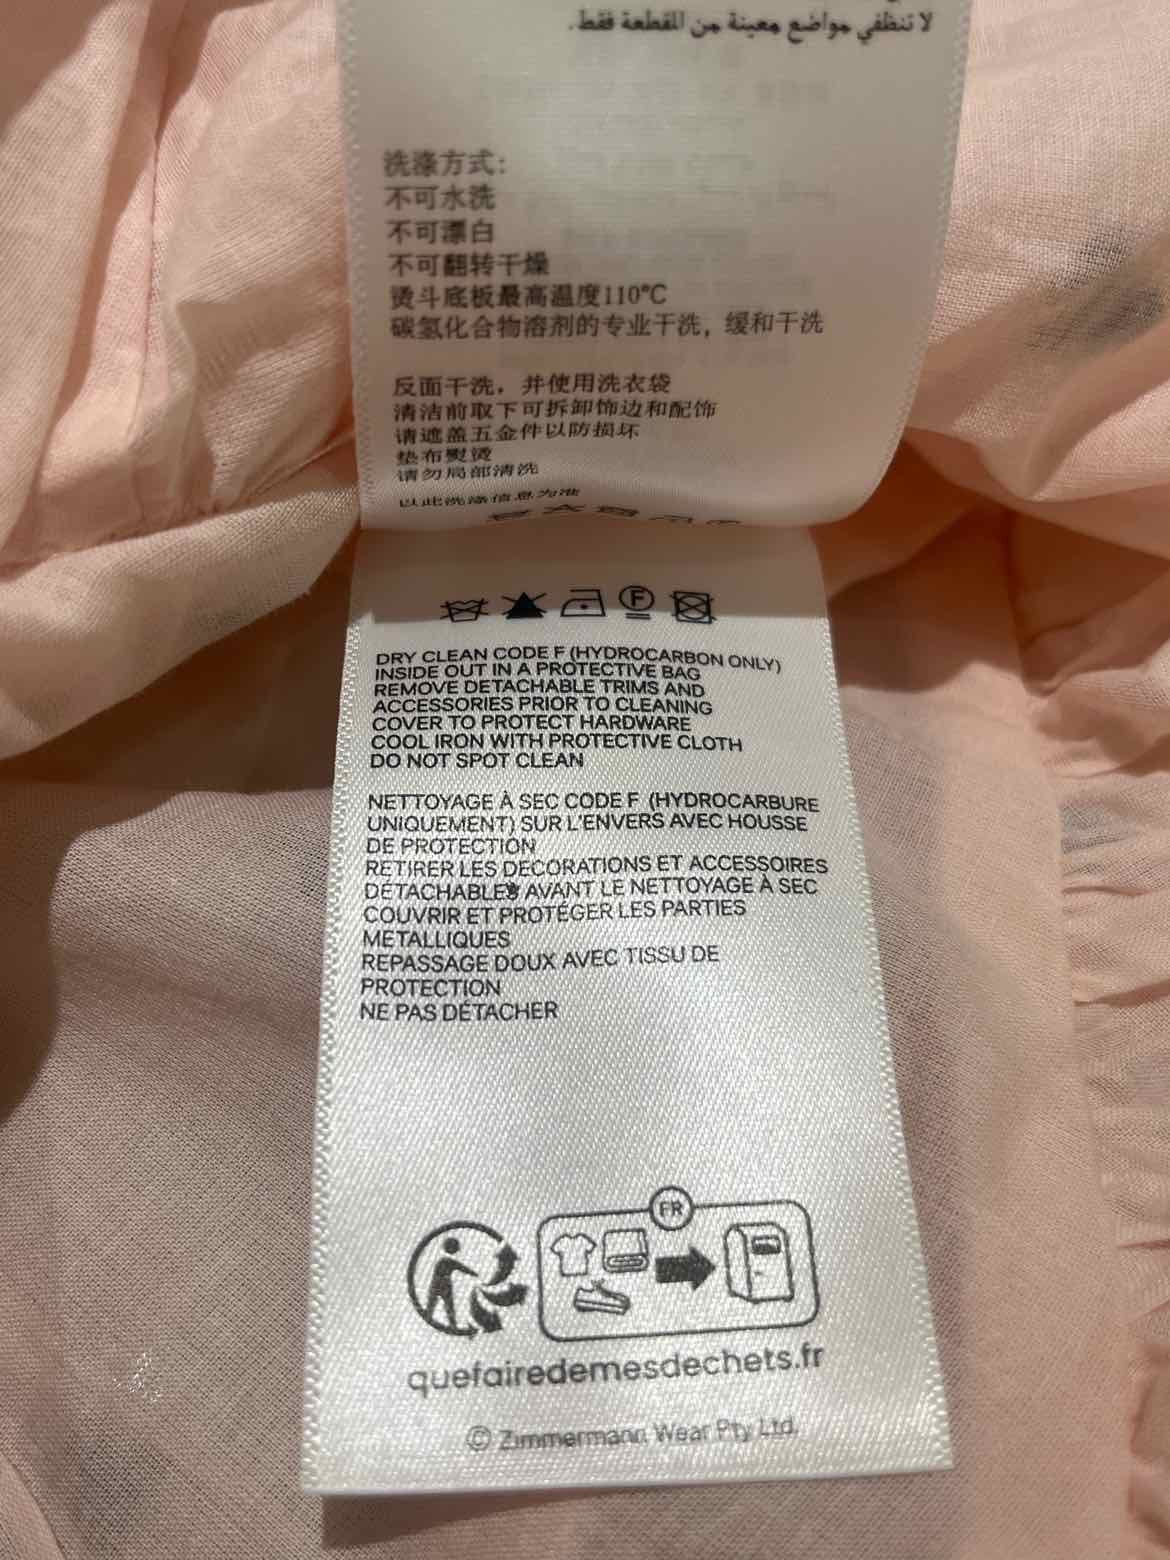 لا تنظفي مواضع معينة من القطعة فقط.
洗涤方式:
不可水洗
不可漂白
不可翻转干燥
烫斗底板最高温度110℃
碳氢化合物溶剂的专业干洗，缓和干洗
反面干洗，并使用洗衣袋
清洁前取下可拆卸饰边和配饰
请遮盖五金件以防损坏
垫布熨烫
请勿局部清洗
以此洗涤信息为准
F
DRY CLEAN CODE F (HYDROCARBON ONLY)
INSIDE OUT IN A PROTECTIVE BAG
REMOVE DETACHABLE TRIMS AND
ACCESSORIES PRIOR TO CLEANING
COVER TO PROTECT HARDWARE
COOL IRON WITH PROTECTIVE CLOTH
DO NOT SPOT CLEAN
NETTOYAGE À SEC CODE F (HYDROCARBURE
UNIQUEMENT) SUR L'ENVERS AVEC HOUSSE
DE PROTECTION
RETIRER LES DECORATIONS ET ACCESSOIRES
DÉTACHABLES AVANT LE NETTOYAGE À SEC
COUVRIR ET PROTÉGER LES PARTIES
METALLIQUES
REPASSAGE DOUX AVEC TISSU DE
PROTECTION
NE PAS DÉTACHER
FR
quefairedemesdechets.fr
© Zimmermann Wear Pty Ltd.